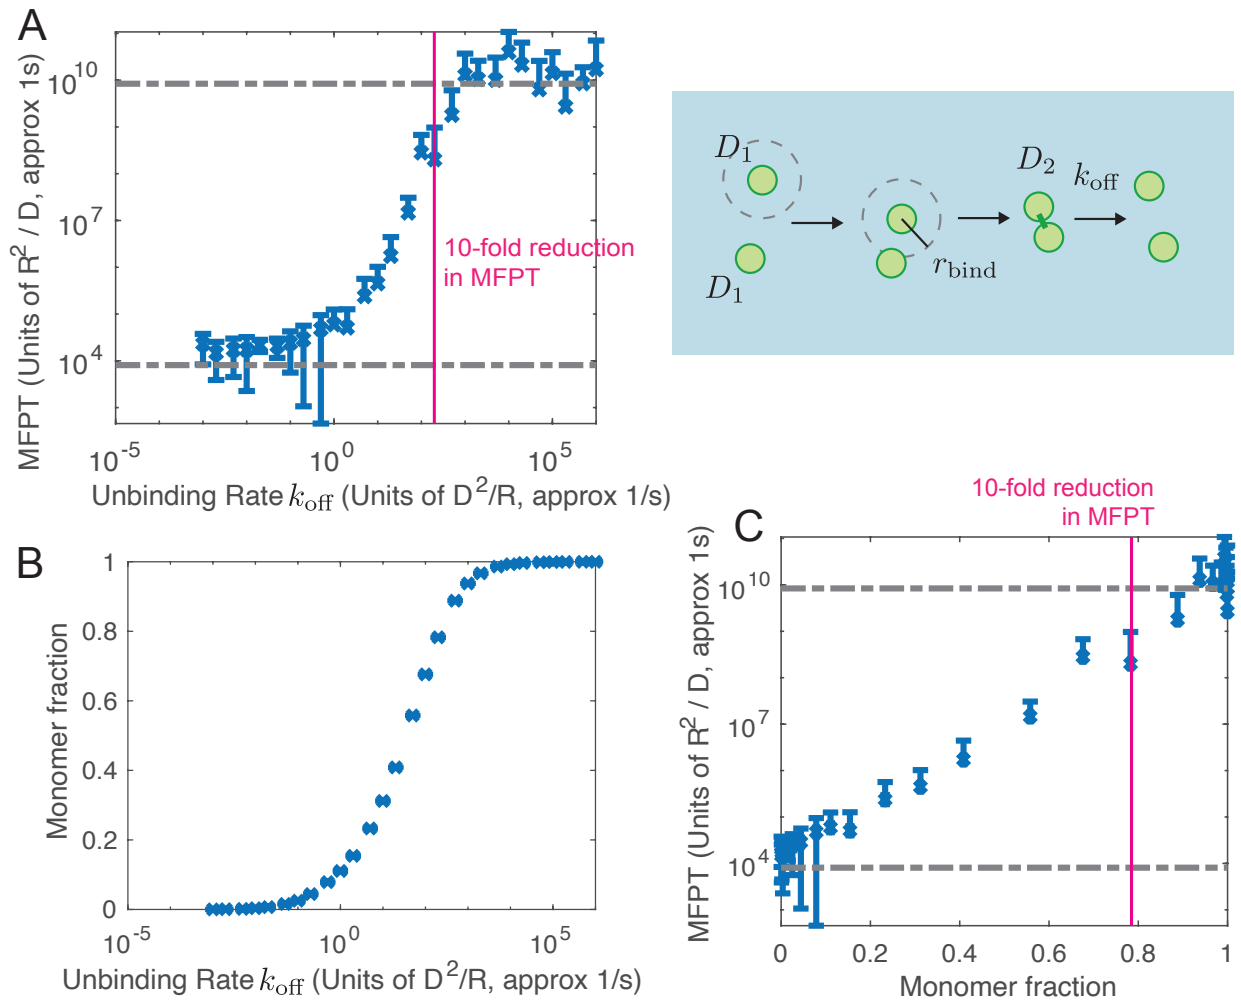 A
MFPT (Units of R² / D, approx 1s)
10¹⁰
10⁷
10⁴
10⁻⁵
10⁰
10⁵
Unbinding Rate k_off (Units of D²/R, approx 1/s)
10-fold reduction
in MFPT
D₁
D₁
r_bind
D₂
k_off
B
Monomer fraction
1
0.8
0.6
0.4
0.2
0
10⁻⁵
10⁰
10⁵
Unbinding Rate k_off (Units of D²/R, approx 1/s)
C
10-fold reduction
in MFPT
MFPT (Units of R² / D, approx 1s)
10¹⁰
10⁷
10⁴
0
0.2
0.4
0.6
0.8
1
Monomer fraction